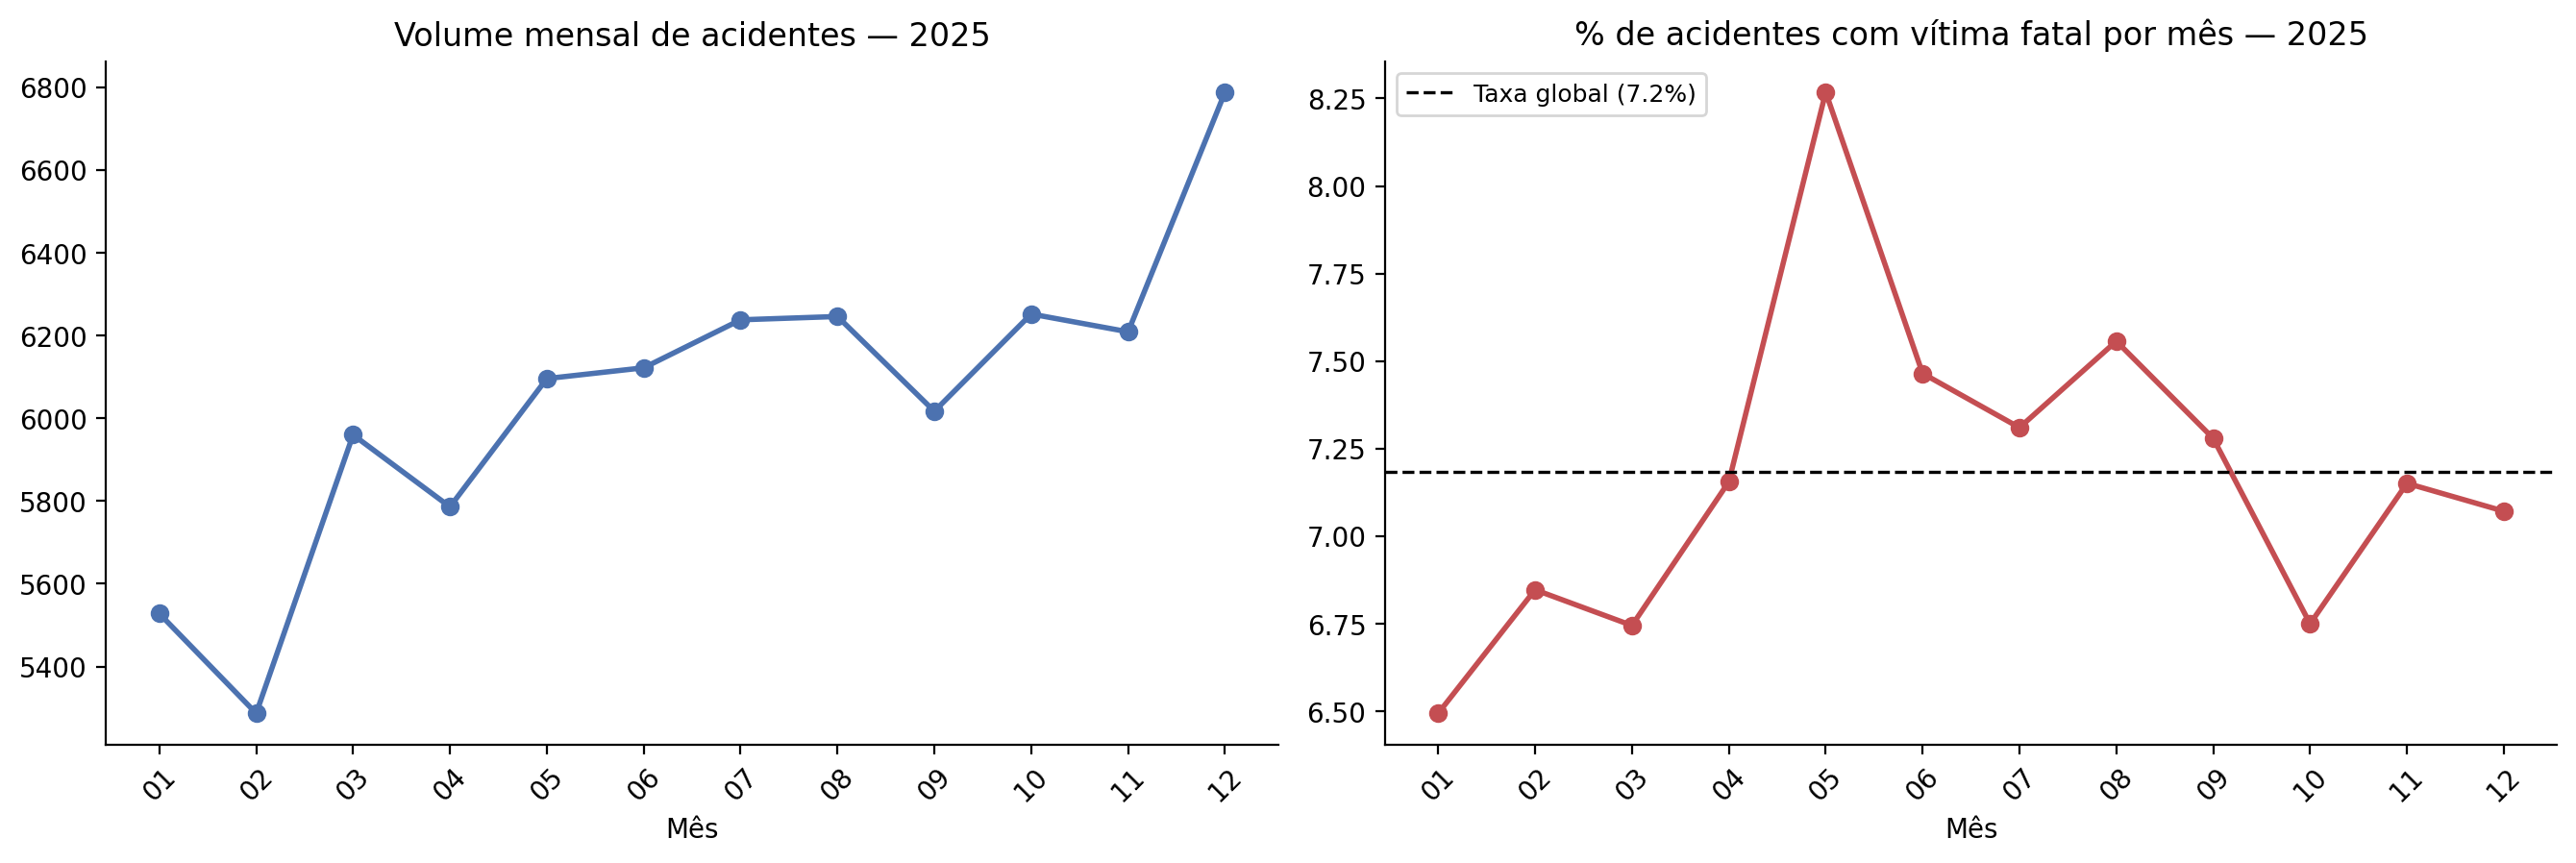 Volume mensal de acidentes — 2025
6800
6600
6400
6200
6000
5800
5600
5400
01 02 03 04 05 06 07 08 09 10 11 12
Mês
% de acidentes com vítima fatal por mês — 2025
Taxa global (7.2%)
8.25
8.00
7.75
7.50
7.25
7.00
6.75
6.50
01 02 03 04 05 06 07 08 09 10 11 12
Mês